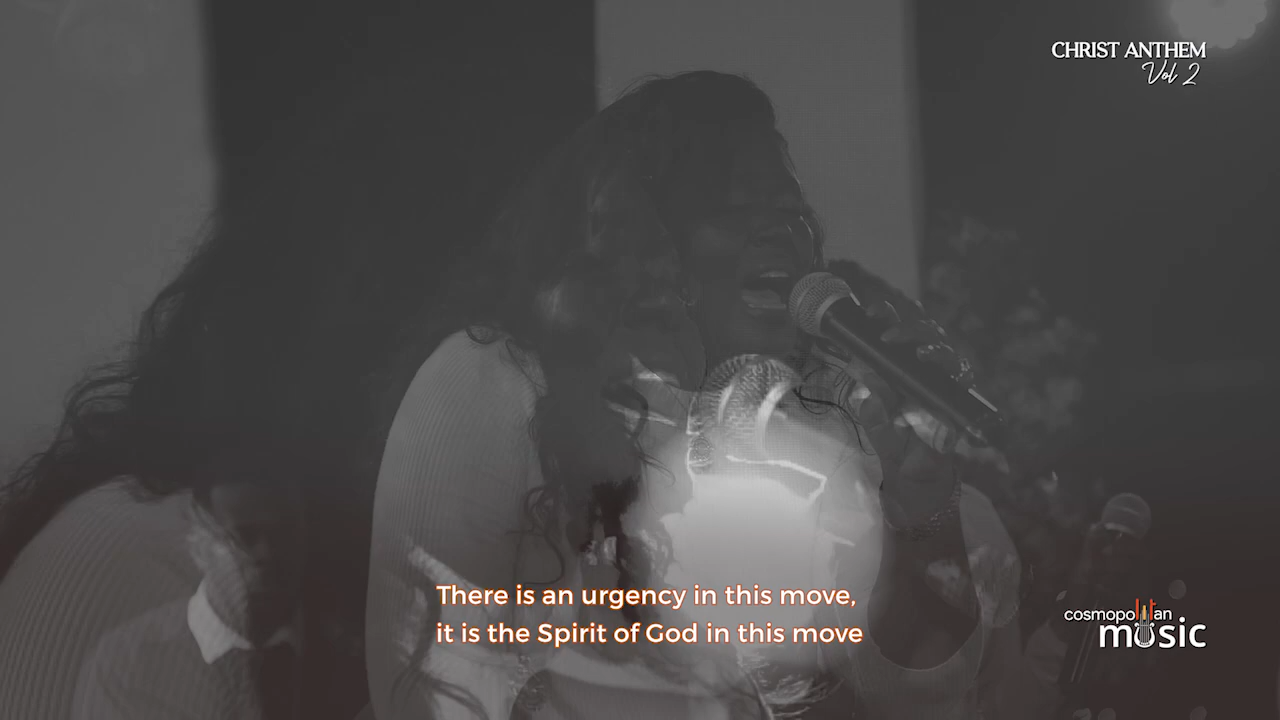 CHRIST ANTHEM
Vol 2
There is an urgency in this move,
it is the Spirit of God in this move
cosmopolitan
music